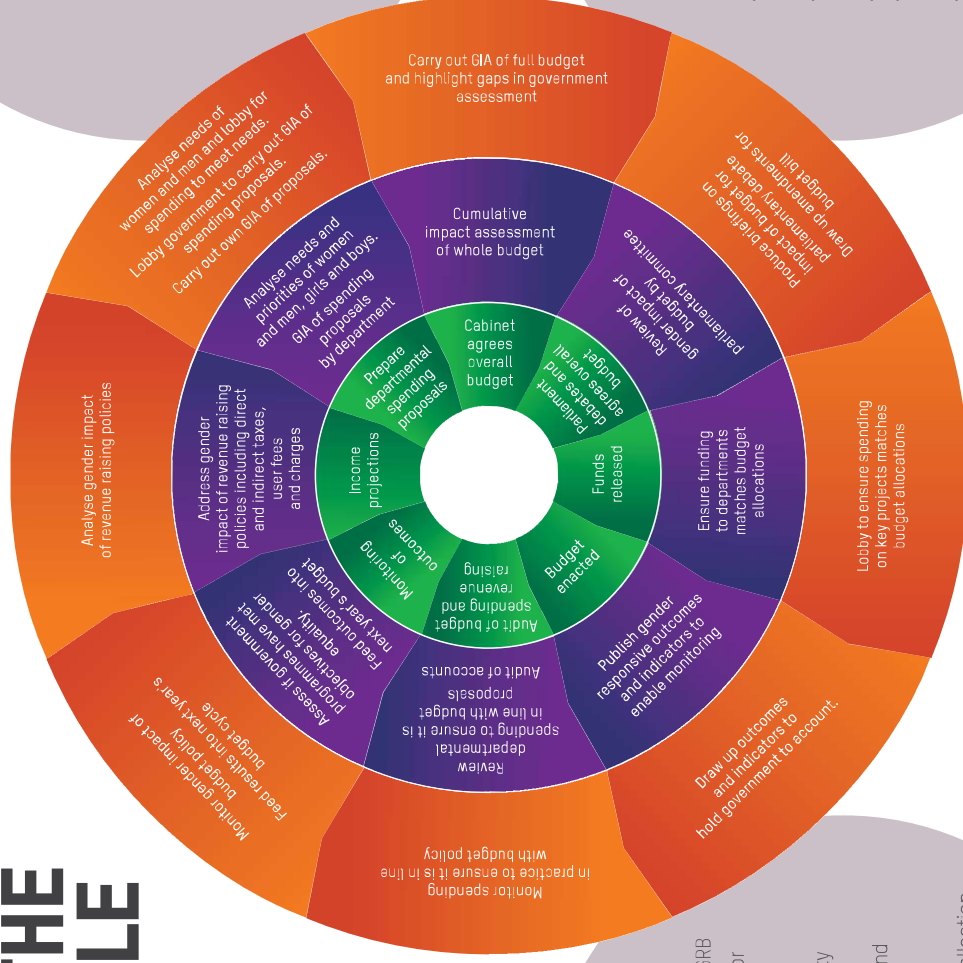 Carry out GIA of full budget
and highlight gaps in government
assessment
Produce briefings on
impact of budget for
parliamentary debate
Draw up amendments for
budget bill
Lobby to ensure spending
on key projects matches
budget allocations
Draw up outcomes
and indicators to
hold government to account.
Monitor spending
in practice to ensure it is in line
with budget policy
Monitor gender impact of
budget policy
Feed results into next year's
budget cycle
Analyse gender impact
of revenue raising policies
Analyse needs of
women and men and lobby for
spending to meet needs.
Lobby government to carry out GIA of
spending proposals.
Carry out own GIA of proposals.
Cumulative
impact assessment
of whole budget
Review of
gender impact of
budget by
parliamentary committee
Ensure funding
to departments
matches budget
allocations
Publish gender
responsive outcomes
and indicators to
enable monitoring
Review
departmental
spending to ensure it is
in line with budget
proposals
Audit of accounts
Assess if government
programmes have met
objectives for gender
equality.
Feed outcomes into
next year's budget
Address gender
impact of revenue raising
policies including direct
and indirect taxes,
user fees
and charges
Analyse needs and
priorities of women
and men, girls and boys.
GIA of spending
proposals
by department
Cabinet
agrees
overall
budget
Parliament
debates and
agrees overall
budget
Funds
released
Budget
enacted
Audit of budget
spending and
revenue
raising
Monitoring
of
outcomes
Income
projections
Prepare
departmental
spending
proposals
THE
LE
GRB
or
ty
nd
ollection